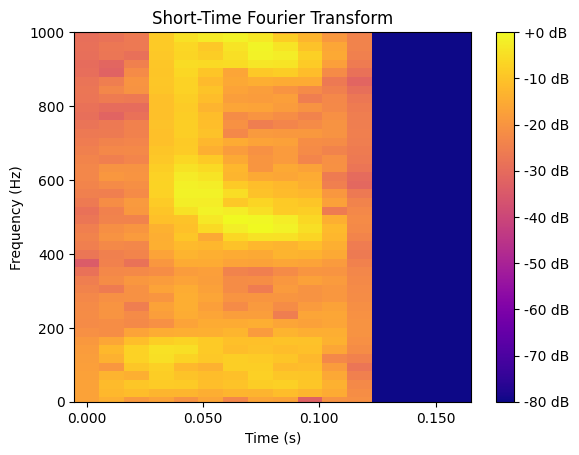 Short-Time Fourier Transform
Frequency (Hz)
1000
800
600
400
200
0
0.000
0.050
0.100
0.150
Time (s)
+0 dB
-10 dB
-20 dB
-30 dB
-40 dB
-50 dB
-60 dB
-70 dB
-80 dB